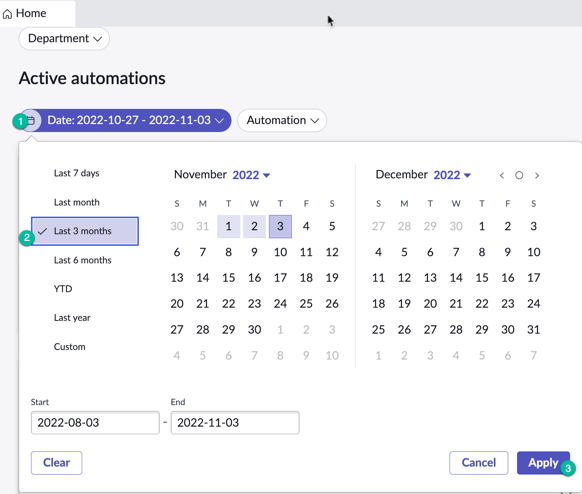 Home
Department
Active automations
1 Date: 2022-10-27 - 2022-11-03 Automation
Last 7 days
Last month
2 Last 3 months
Last 6 months
YTD
Last year
Custom
November 2022
S M T W T F S
30 31 1 2 3 4 5
6 7 8 9 10 11 12
13 14 15 16 17 18 19
20 21 22 23 24 25 26
27 28 29 30 1 2 3
4 5 6 7 8 9 10
December 2022
S M T W T F S
27 28 29 30 1 2 3
4 5 6 7 8 9 10
11 12 13 14 15 16 17
18 19 20 21 22 23 24
25 26 27 28 29 30 31
1 2 3 4 5 6 7
Start End
2022-08-03 - 2022-11-03
Clear Cancel Apply 3